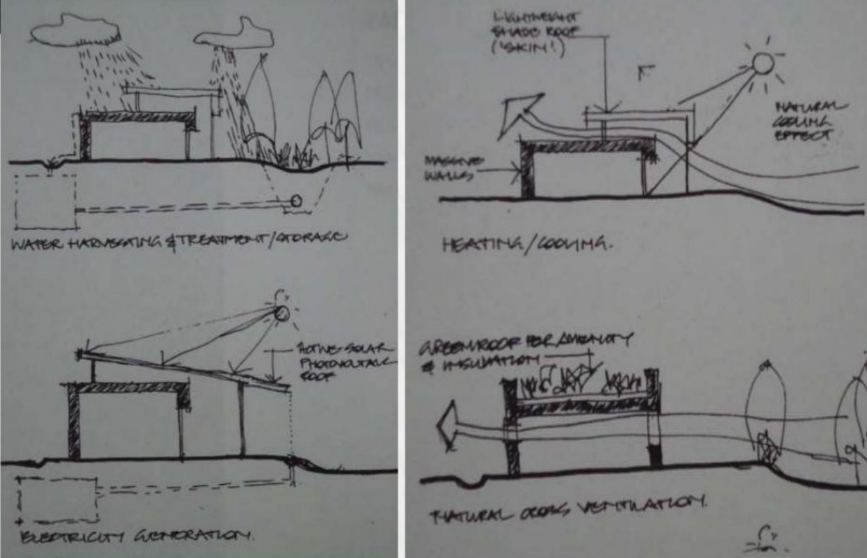 WATER HARVESTING & TREATMENT/STORAGE
LIGHTWEIGHT
SHADE ROOF
('SKIN')
NATURAL
COOLING
EFFECT
MASSIVE
WALLS
HEATING/COOLING.
ACTIVE SOLAR
PHOTOVOLTAIC
ROOF
ELECTRICITY GENERATION.
GREENROOF FOR AMENITY
& INSULATION
NATURAL CROSS VENTILATION.